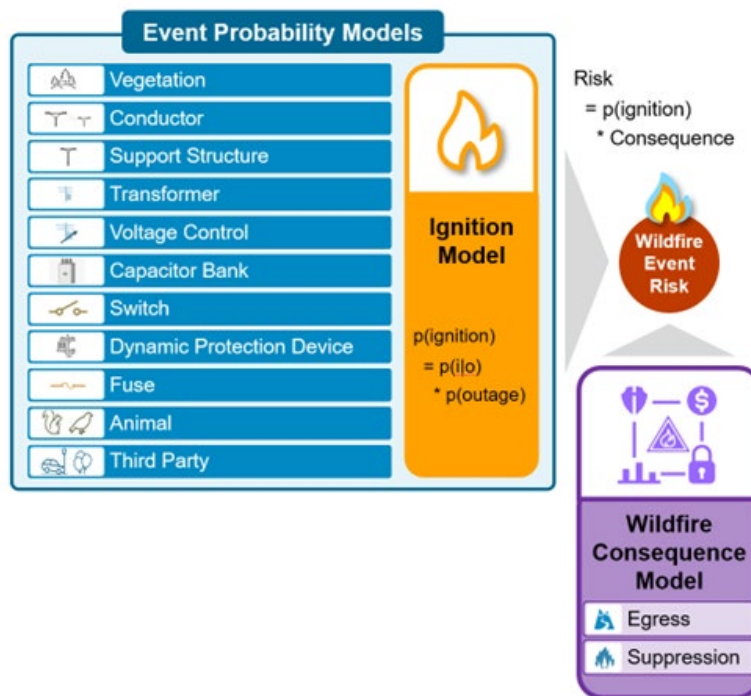 Event Probability Models
Vegetation
Conductor
Support Structure
Transformer
Voltage Control
Capacitor Bank
Switch
Dynamic Protection Device
Fuse
Animal
Third Party
Ignition
Model
p(ignition)
= p(i|o)
* p(outage)
Risk
= p(ignition)
* Consequence
Wildfire
Event
Risk
$
Wildfire
Consequence
Model
Egress
Suppression